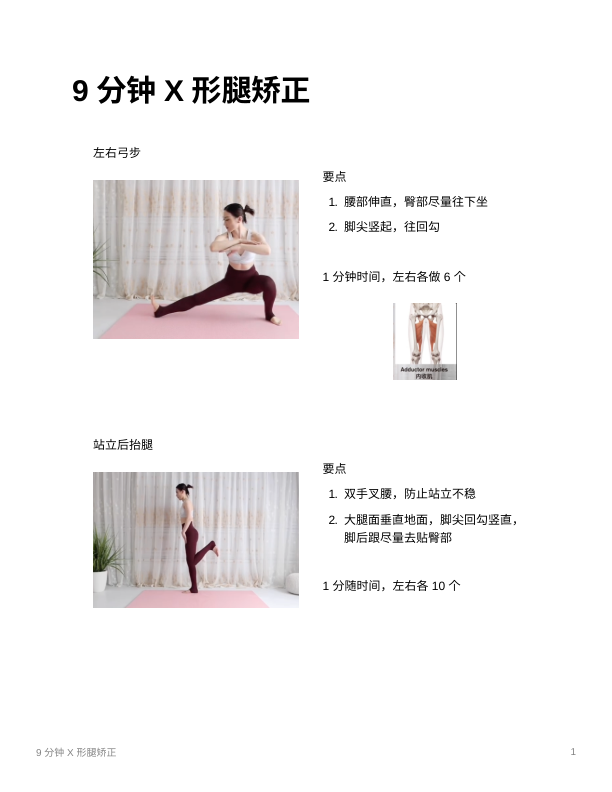 9 分钟 X 形腿矫正
左右弓步
要点
1. 腰部伸直，臀部尽量往下坐
2. 脚尖竖起，往回勾
1 分钟时间，左右各做 6 个
Adductor muscles
内收肌
站立后抬腿
要点
1. 双手叉腰，防止站立不稳
2. 大腿面垂直地面，脚尖回勾竖直，
脚后跟尽量去贴臀部
1 分随时间，左右各 10 个
9 分钟 X 形腿矫正
1